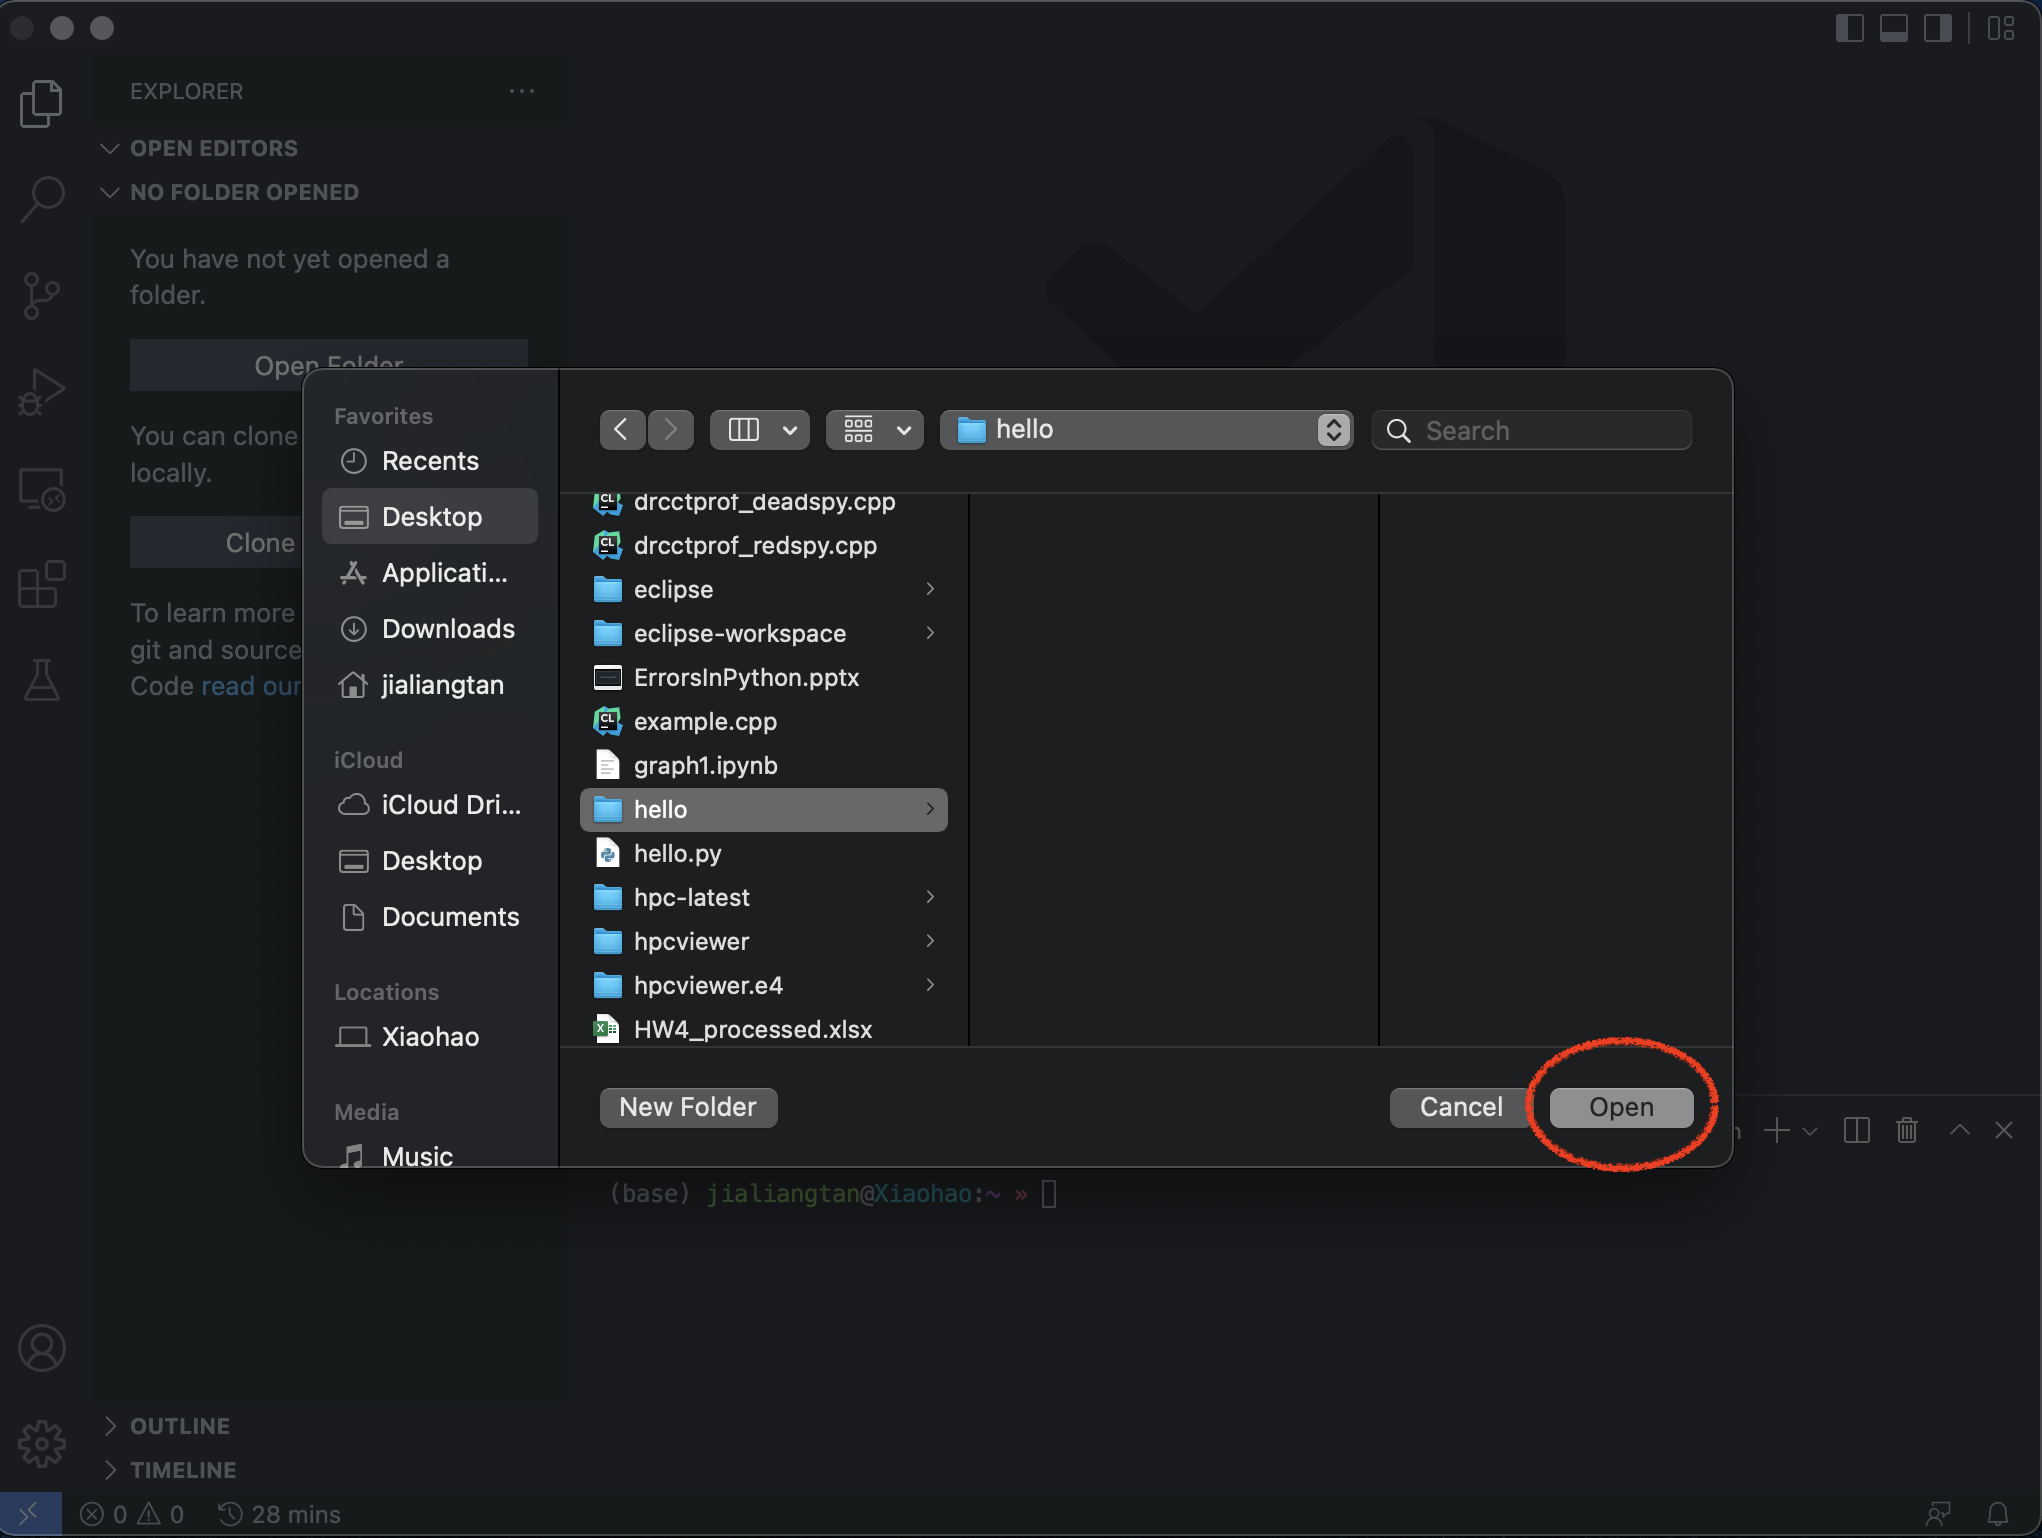 EXPLORER
OPEN EDITORS
NO FOLDER OPENED
You have not yet opened a
folder.
Open Folder
You can clone
locally.
Clone
To learn more
git and source
Code read our
Favorites
Recents
Desktop
Applicati...
Downloads
jialiangtan
iCloud
iCloud Dri...
Desktop
Documents
Locations
Xiaohao
Media
Music
hello
Search
drcctprof_deadspy.cpp
drcctprof_redspy.cpp
eclipse
eclipse-workspace
ErrorsInPython.pptx
example.cpp
graph1.ipynb
hello
hello.py
hpc-latest
hpcviewer
hpcviewer.e4
HW4_processed.xlsx
New Folder
Cancel
Open
(base) jialiangtan@Xiaohao:~ »
OUTLINE
TIMELINE
0 0 28 mins